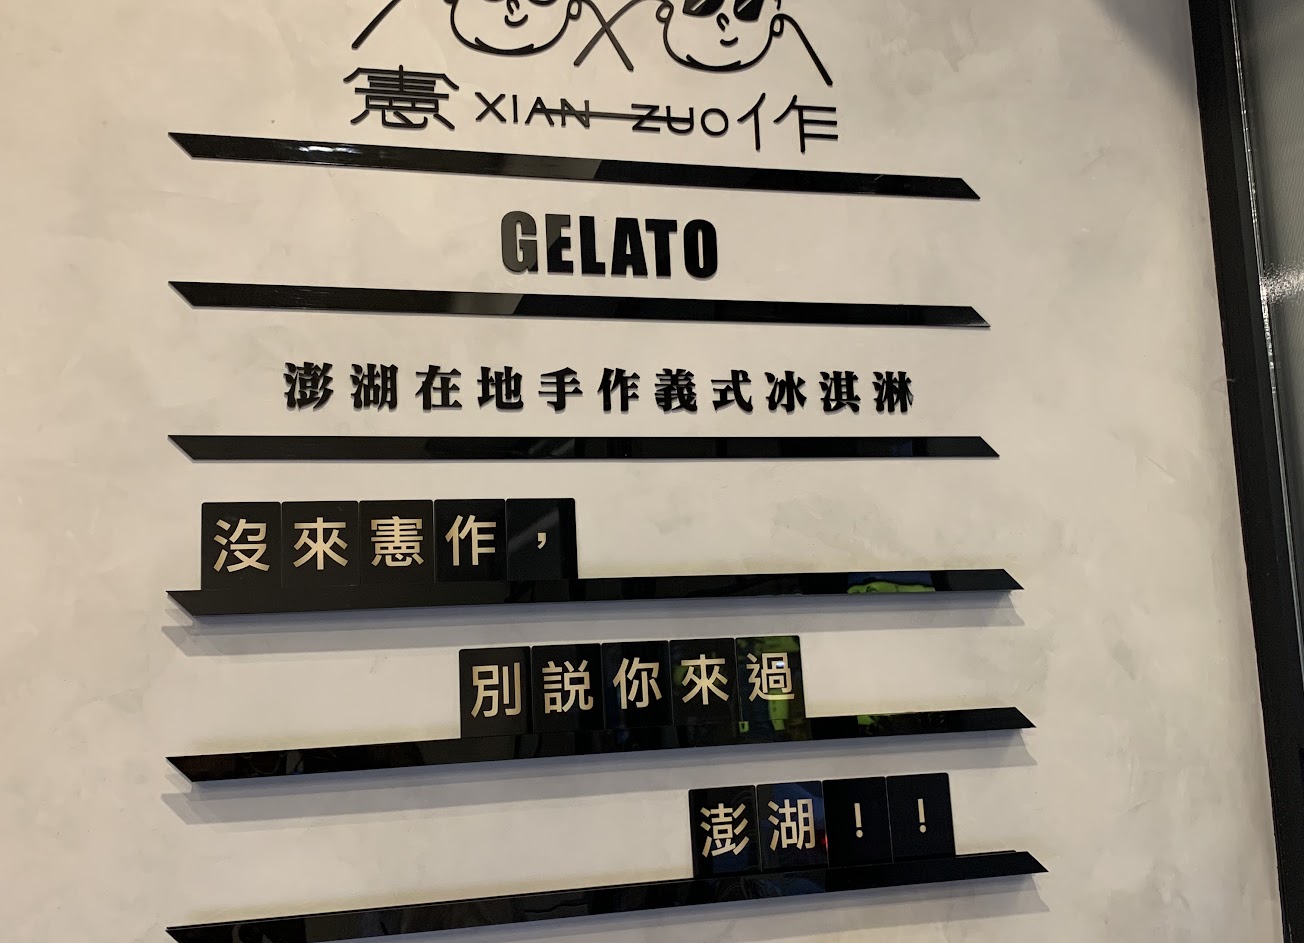 憲 XIAN ZUO 作
GELATO
澎湖在地手作義式冰淇淋
沒來憲作，
別説你來過
澎湖！！